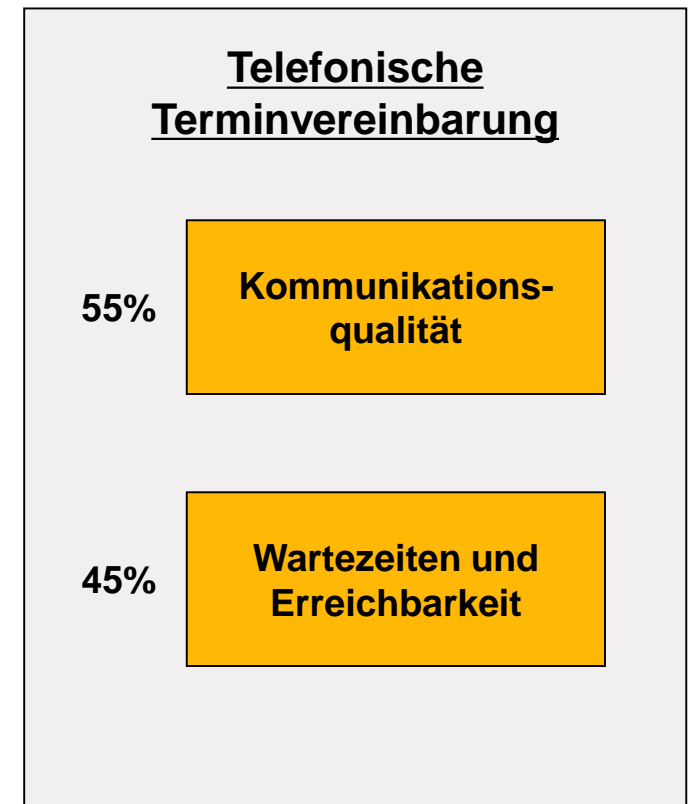 Telefonische
Terminvereinbarung
55%
Kommunikations-
qualität
45%
Wartezeiten und
Erreichbarkeit